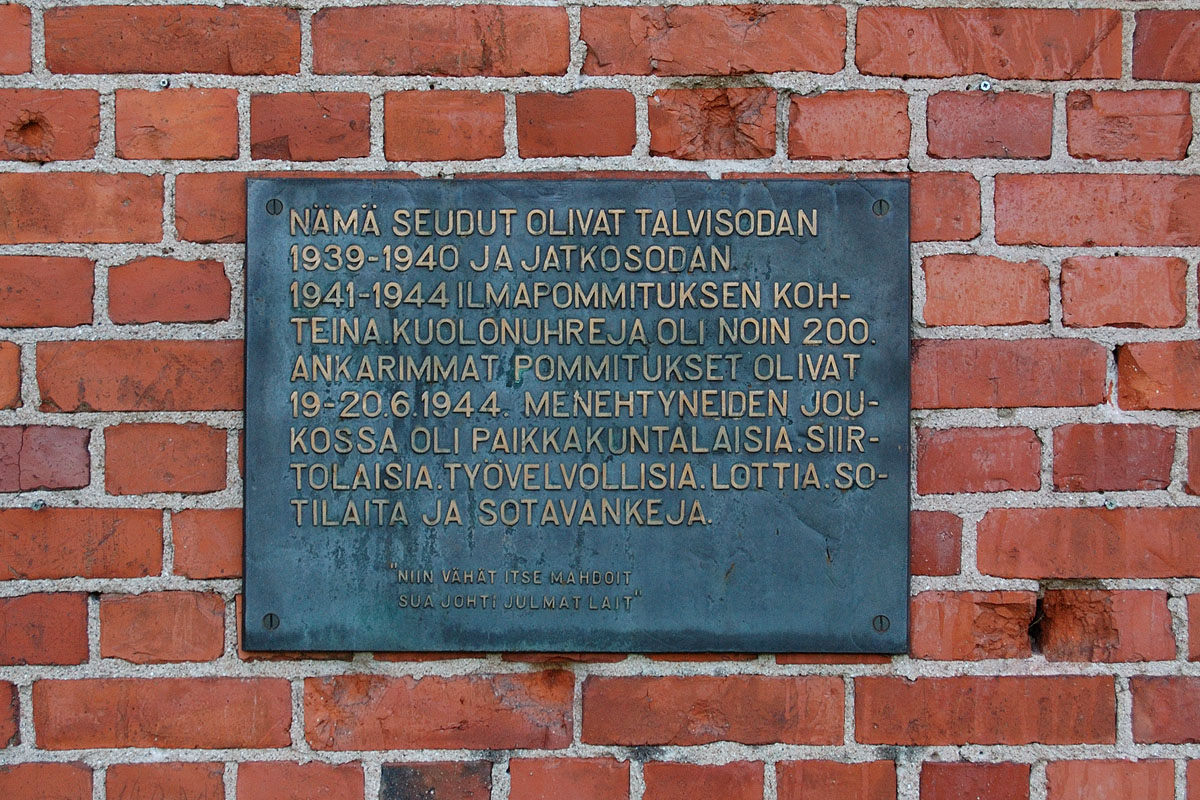 NÄMÄ SEUDUT OLIVAT TALVISODAN
1939-1940 JA JATKOSODAN
1941-1944 ILMAPOMMITUKSEN KOH-
TEINA. KUOLONUHREJA OLI NOIN 200.
ANKARIMMAT POMMITUKSET OLIVAT
19-20.6.1944. MENEHTYNEIDEN JOU-
KOSSA OLI PAIKKAKUNTALAISIA. SIIR-
TOLAISIA. TYÖVELVOLLISIA. LOTTIA. SO-
TILAITA JA SOTAVANKEJA.
"NIIN VÄHÄT ITSE MAHDOIT
SUA JOHTI JULMAT LAIT"